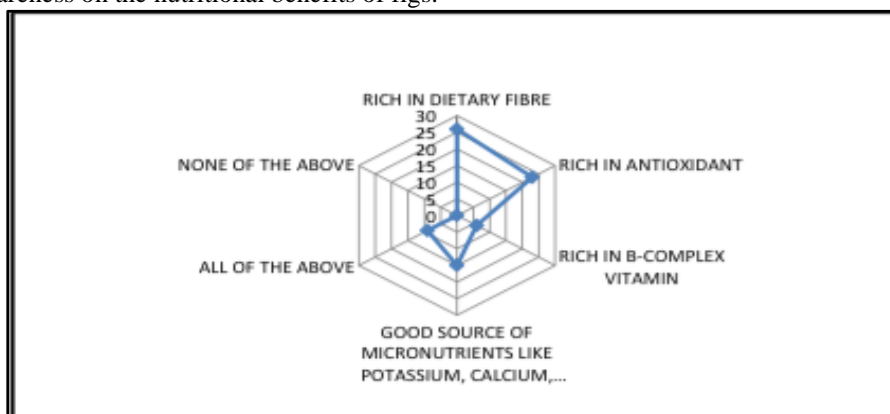 on the nutritional benefits of figs.
RICH IN DIETARY FIBRE
30
25
20
15
10
5
0
NONE OF THE ABOVE
RICH IN ANTIOXIDANT
ALL OF THE ABOVE
RICH IN B-COMPLEX
VITAMIN
GOOD SOURCE OF
MICRONUTRIENTS LIKE
POTASSIUM, CALCIUM,...